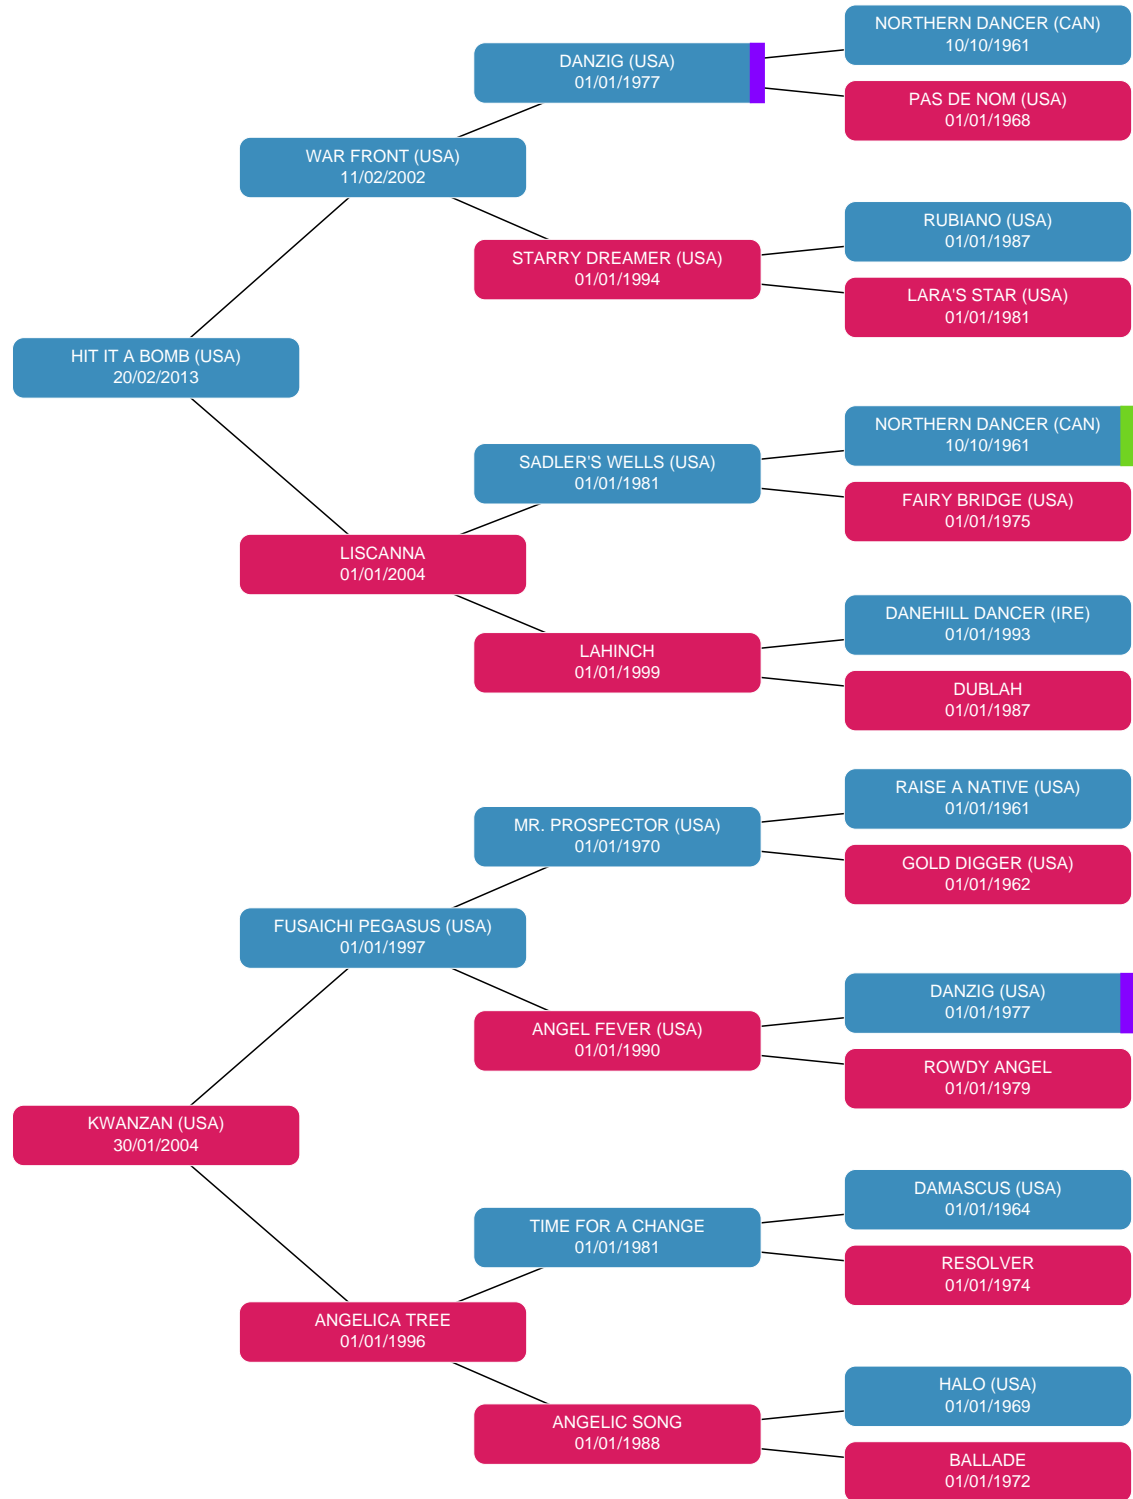 NORTHERN DANCER (CAN)
10/10/1961
DANZIG (USA)
01/01/1977
PAS DE NOM (USA)
01/01/1968
WAR FRONT (USA)
11/02/2002
RUBIANO (USA)
01/01/1987
STARRY DREAMER (USA)
01/01/1994
LARA'S STAR (USA)
01/01/1981
HIT IT A BOMB (USA)
20/02/2013
NORTHERN DANCER (CAN)
10/10/1961
SADLER'S WELLS (USA)
01/01/1981
FAIRY BRIDGE (USA)
01/01/1975
LISCANNA
01/01/2004
DANEHILL DANCER (IRE)
01/01/1993
LAHINCH
01/01/1999
DUBLAH
01/01/1987
RAISE A NATIVE (USA)
01/01/1961
MR. PROSPECTOR (USA)
01/01/1970
GOLD DIGGER (USA)
01/01/1962
FUSAICHI PEGASUS (USA)
01/01/1997
DANZIG (USA)
01/01/1977
ANGEL FEVER (USA)
01/01/1990
ROWDY ANGEL
01/01/1979
KWANZAN (USA)
30/01/2004
DAMASCUS (USA)
01/01/1964
TIME FOR A CHANGE
01/01/1981
RESOLVER
01/01/1974
ANGELICA TREE
01/01/1996
HALO (USA)
01/01/1969
ANGELIC SONG
01/01/1988
BALLADE
01/01/1972